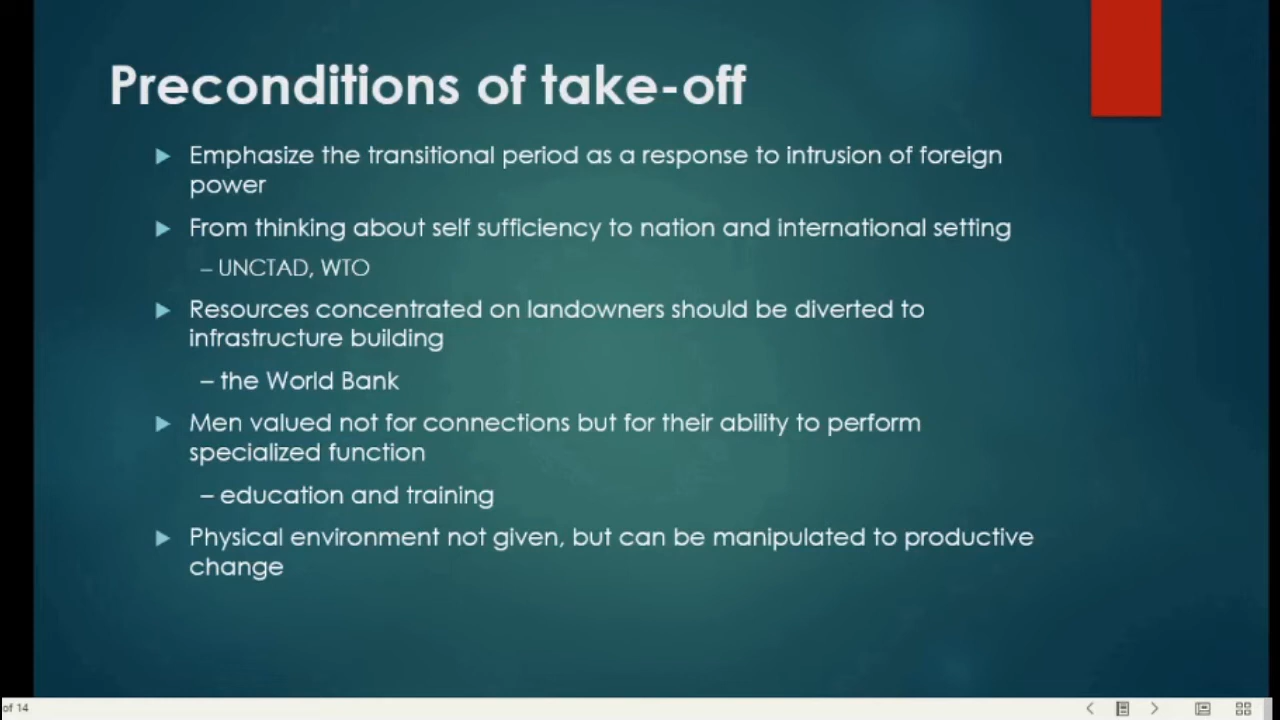 Preconditions of take-off
Emphasize the transitional period as a response to intrusion of foreign
power
From thinking about self sufficiency to nation and international setting
– UNCTAD, WTO
Resources concentrated on landowners should be diverted to
infrastructure building
– the World Bank
Men valued not for connections but for their ability to perform
specialized function
– education and training
Physical environment not given, but can be manipulated to productive
change
of 14